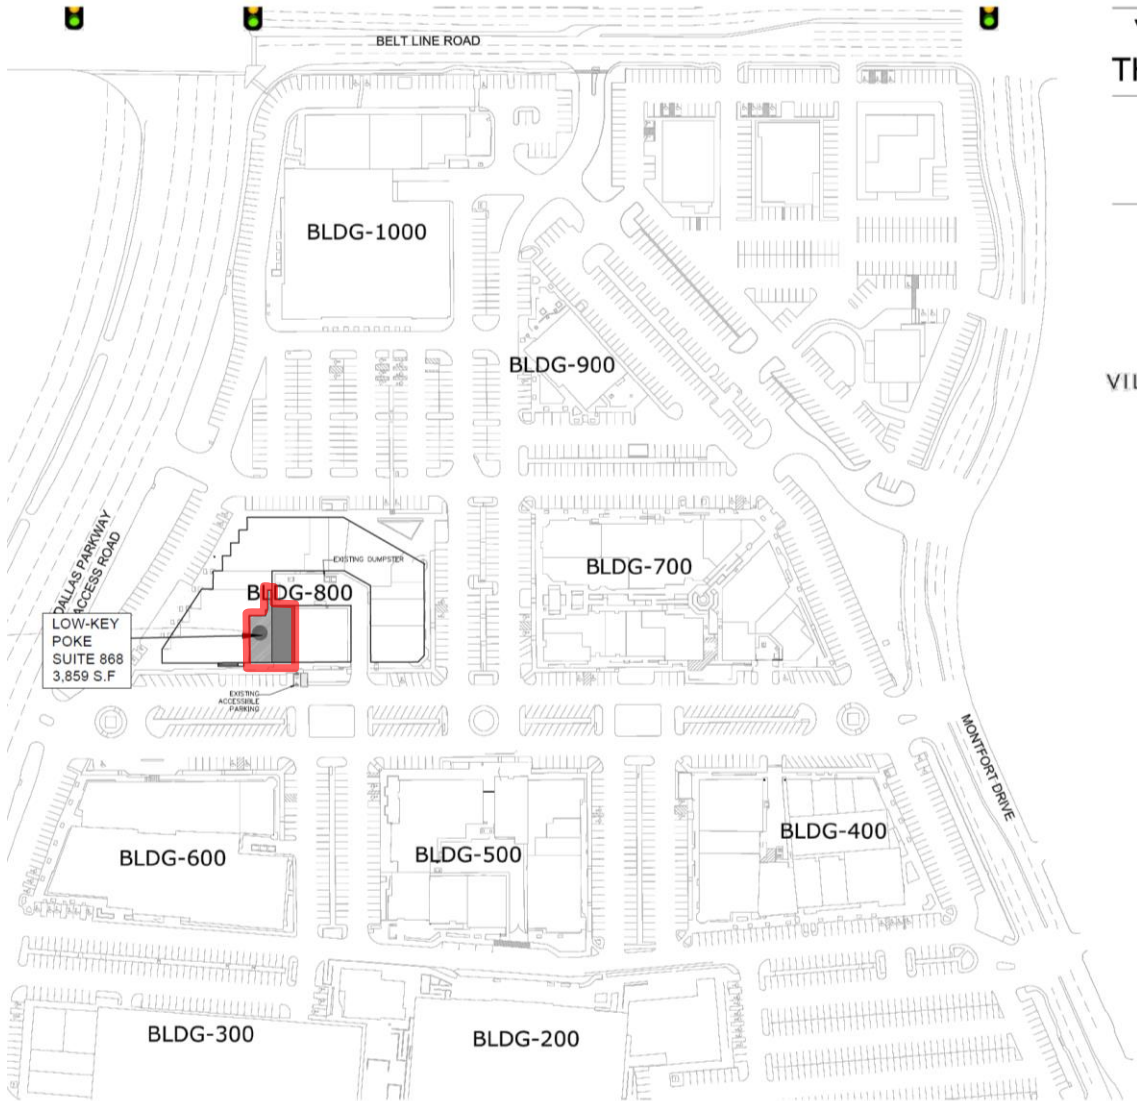 BELT LINE ROAD
TH
BLDG-1000
BLDG-900
VIL
DALLAS PARKWAY
ACCESS ROAD
EXISTING DUMPSTER
BLDG-700
BLDG-800
LOW-KEY
POKE
SUITE 868
3,859 S.F
EXISTING
ACCESSIBLE
PARKING
MONTFORT DRIVE
BLDG-400
BLDG-600
BLDG-500
BLDG-300
BLDG-200